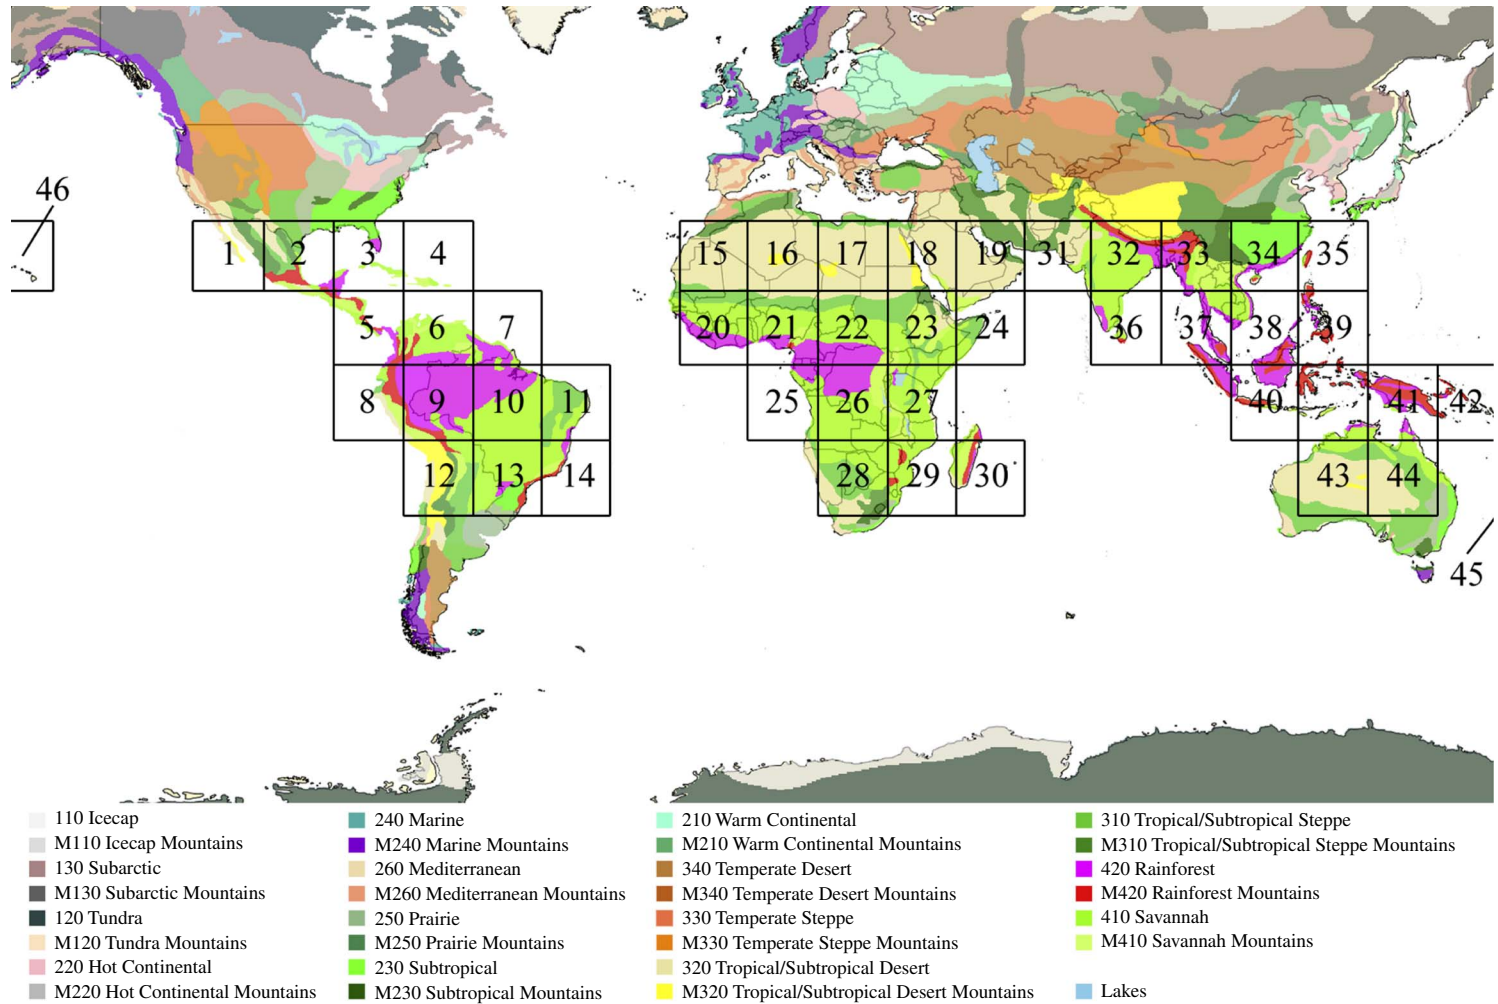 46
1
2
3
4
15
16
17
18
19
31
32
33
34
35
5
6
7
20
21
22
23
24
36
37
38
39
8
9
10
11
25
26
27
40
41
42
12
13
14
28
29
30
43
44
45
110 Icecap
M110 Icecap Mountains
130 Subarctic
M130 Subarctic Mountains
120 Tundra
M120 Tundra Mountains
220 Hot Continental
M220 Hot Continental Mountains
240 Marine
M240 Marine Mountains
260 Mediterranean
M260 Mediterranean Mountains
250 Prairie
M250 Prairie Mountains
230 Subtropical
M230 Subtropical Mountains
210 Warm Continental
M210 Warm Continental Mountains
340 Temperate Desert
M340 Temperate Desert Mountains
330 Temperate Steppe
M330 Temperate Steppe Mountains
320 Tropical/Subtropical Desert
M320 Tropical/Subtropical Desert Mountains
310 Tropical/Subtropical Steppe
M310 Tropical/Subtropical Steppe Mountains
420 Rainforest
M420 Rainforest Mountains
410 Savannah
M410 Savannah Mountains
Lakes